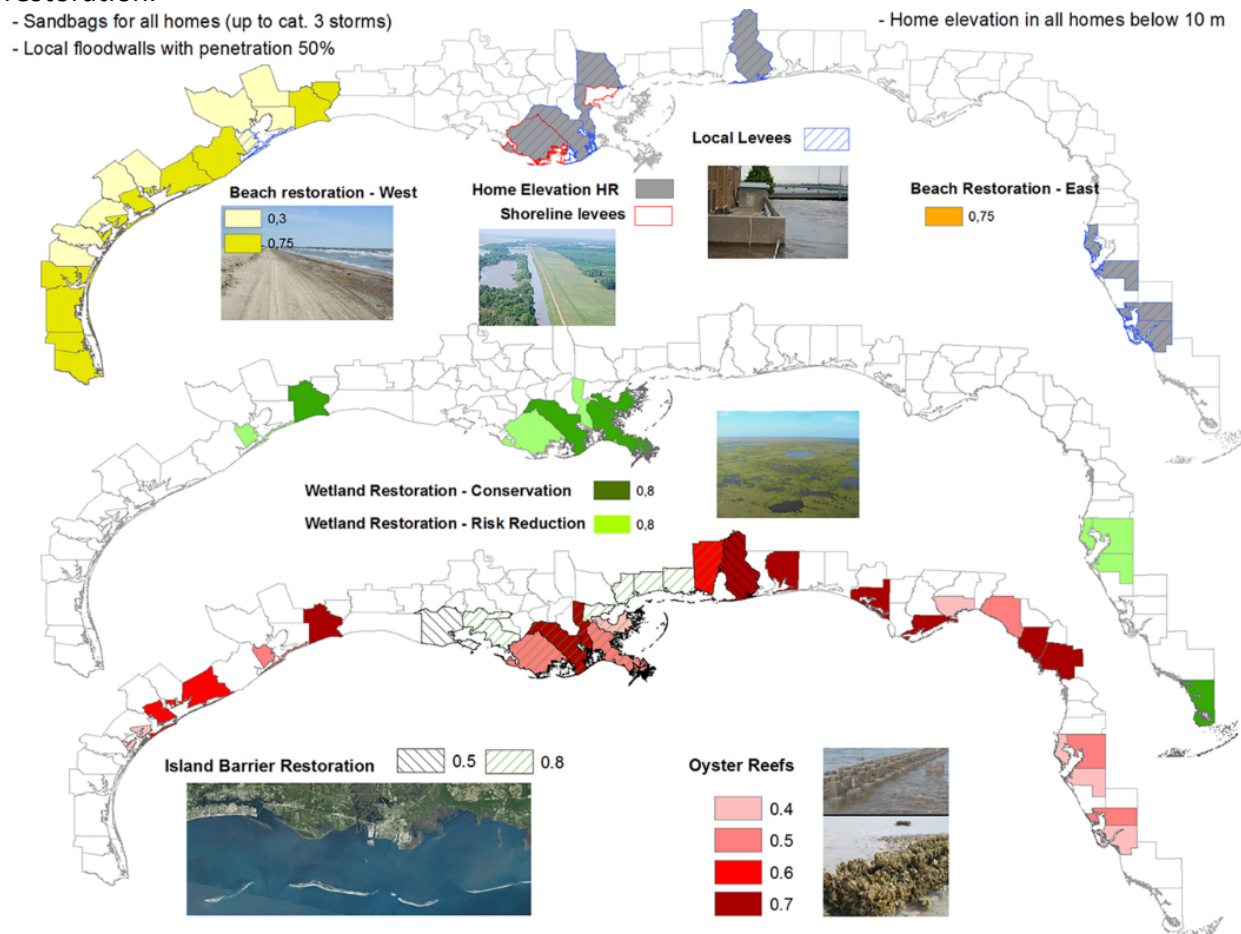 restoration.
- Sandbags for all homes (up to cat. 3 storms)
- Home elevation in all homes below 10 m
- Local floodwalls with penetration 50%
Local Levees
Beach restoration - West
0,3
0.75
Home Elevation HR
Shoreline levees
Beach Restoration - East
0,75
Wetland Restoration - Conservation
0,8
Wetland Restoration - Risk Reduction
0,8
Island Barrier Restoration
0.5
0.8
Oyster Reefs
0.4
0.5
0.6
0.7